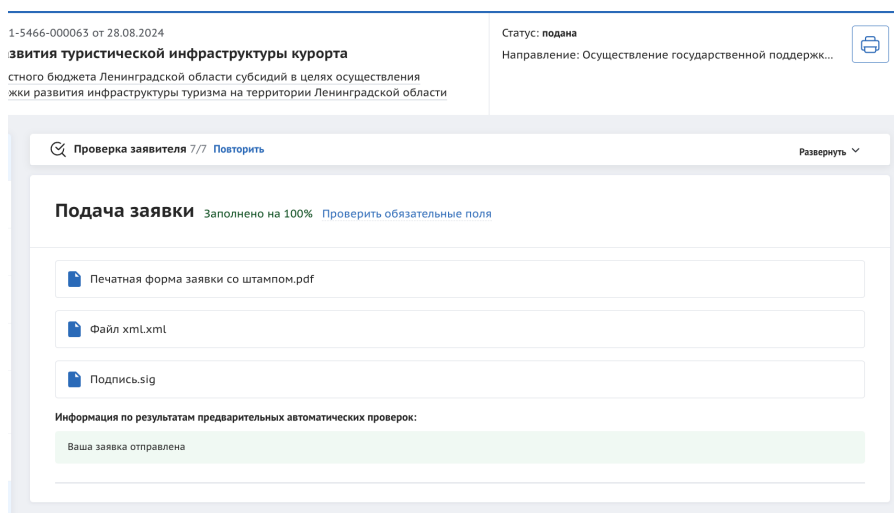 1-5466-000063 от 28.08.2024
звития туристической инфраструктуры курорта
стного бюджета Ленинградской области субсидий в целях осуществления
жки развития инфраструктуры туризма на территории Ленинградской области
Статус: подана
Направление: Осуществление государственной поддержк...
Проверка заявителя 7/7 Повторить
Развернуть
Подача заявки Заполнено на 100% Проверить обязательные поля
Печатная форма заявки со штампом.pdf
Файл xml.xml
Подпись.sig
Информация по результатам предварительных автоматических проверок:
Ваша заявка отправлена